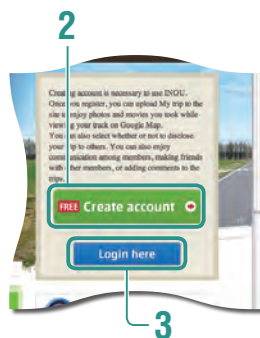 2
Creating account is necessary to use INOU.
Once you register, you can upload My trip to the
site to enjoy photos and movies you took while
viewing your track on Google Map.
You can also select whether or not to disclose
your trip to others. You can also enjoy
communication among members, making friends
with other members, or adding comments to the
trips.
FREE Create account
Login here
3